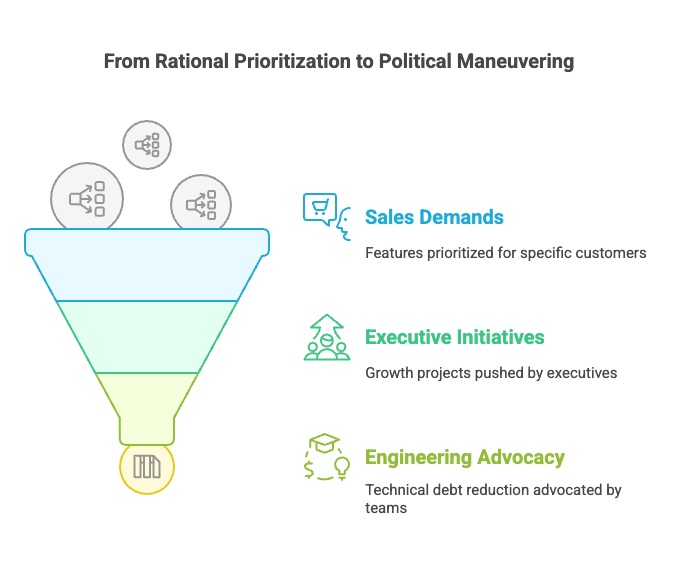 From Rational Prioritization to Political Maneuvering
Sales Demands
Features prioritized for specific customers
Executive Initiatives
Growth projects pushed by executives
Engineering Advocacy
Technical debt reduction advocated by
teams